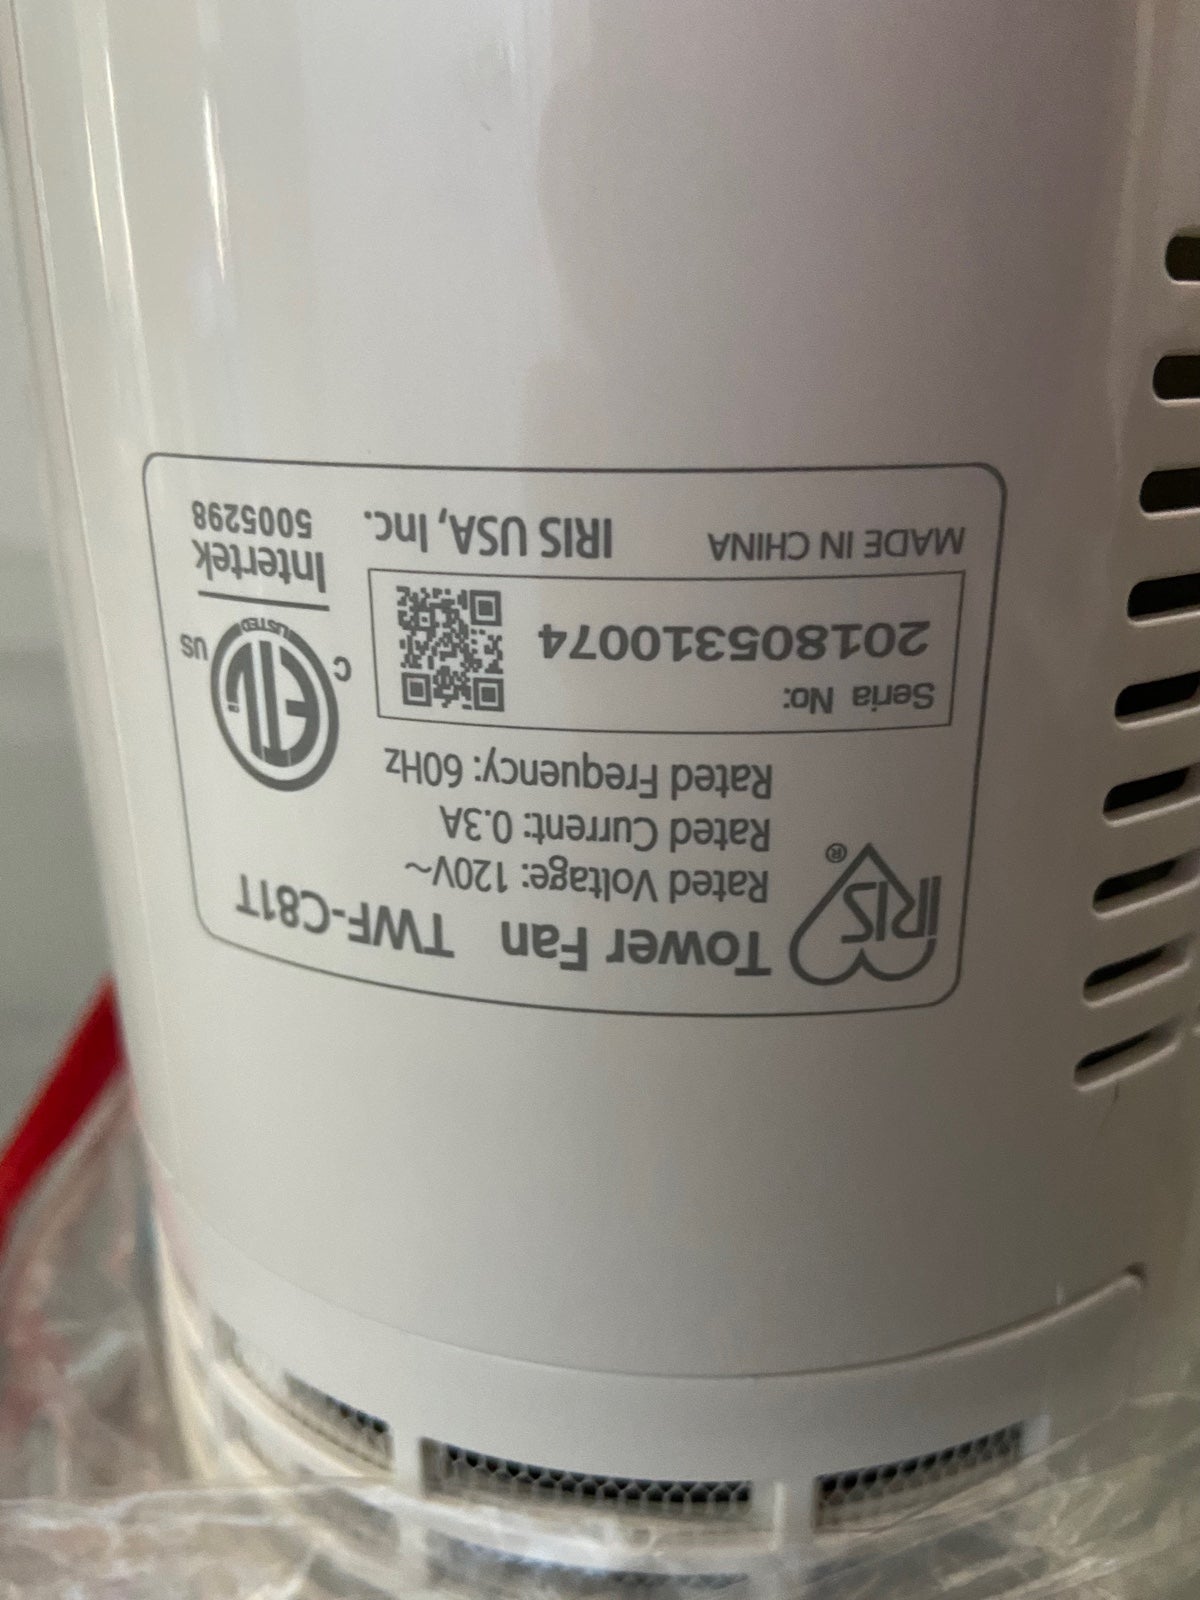 IRIS®
Tower Fan TWF-C81T
Rated Voltage: 120V~
Rated Current: 0.3A
Rated Frequency: 60Hz
Seria No:
201805310074
MADE IN CHINA
IRIS USA, Inc.
C ETL US
LISTED
Intertek
5005298